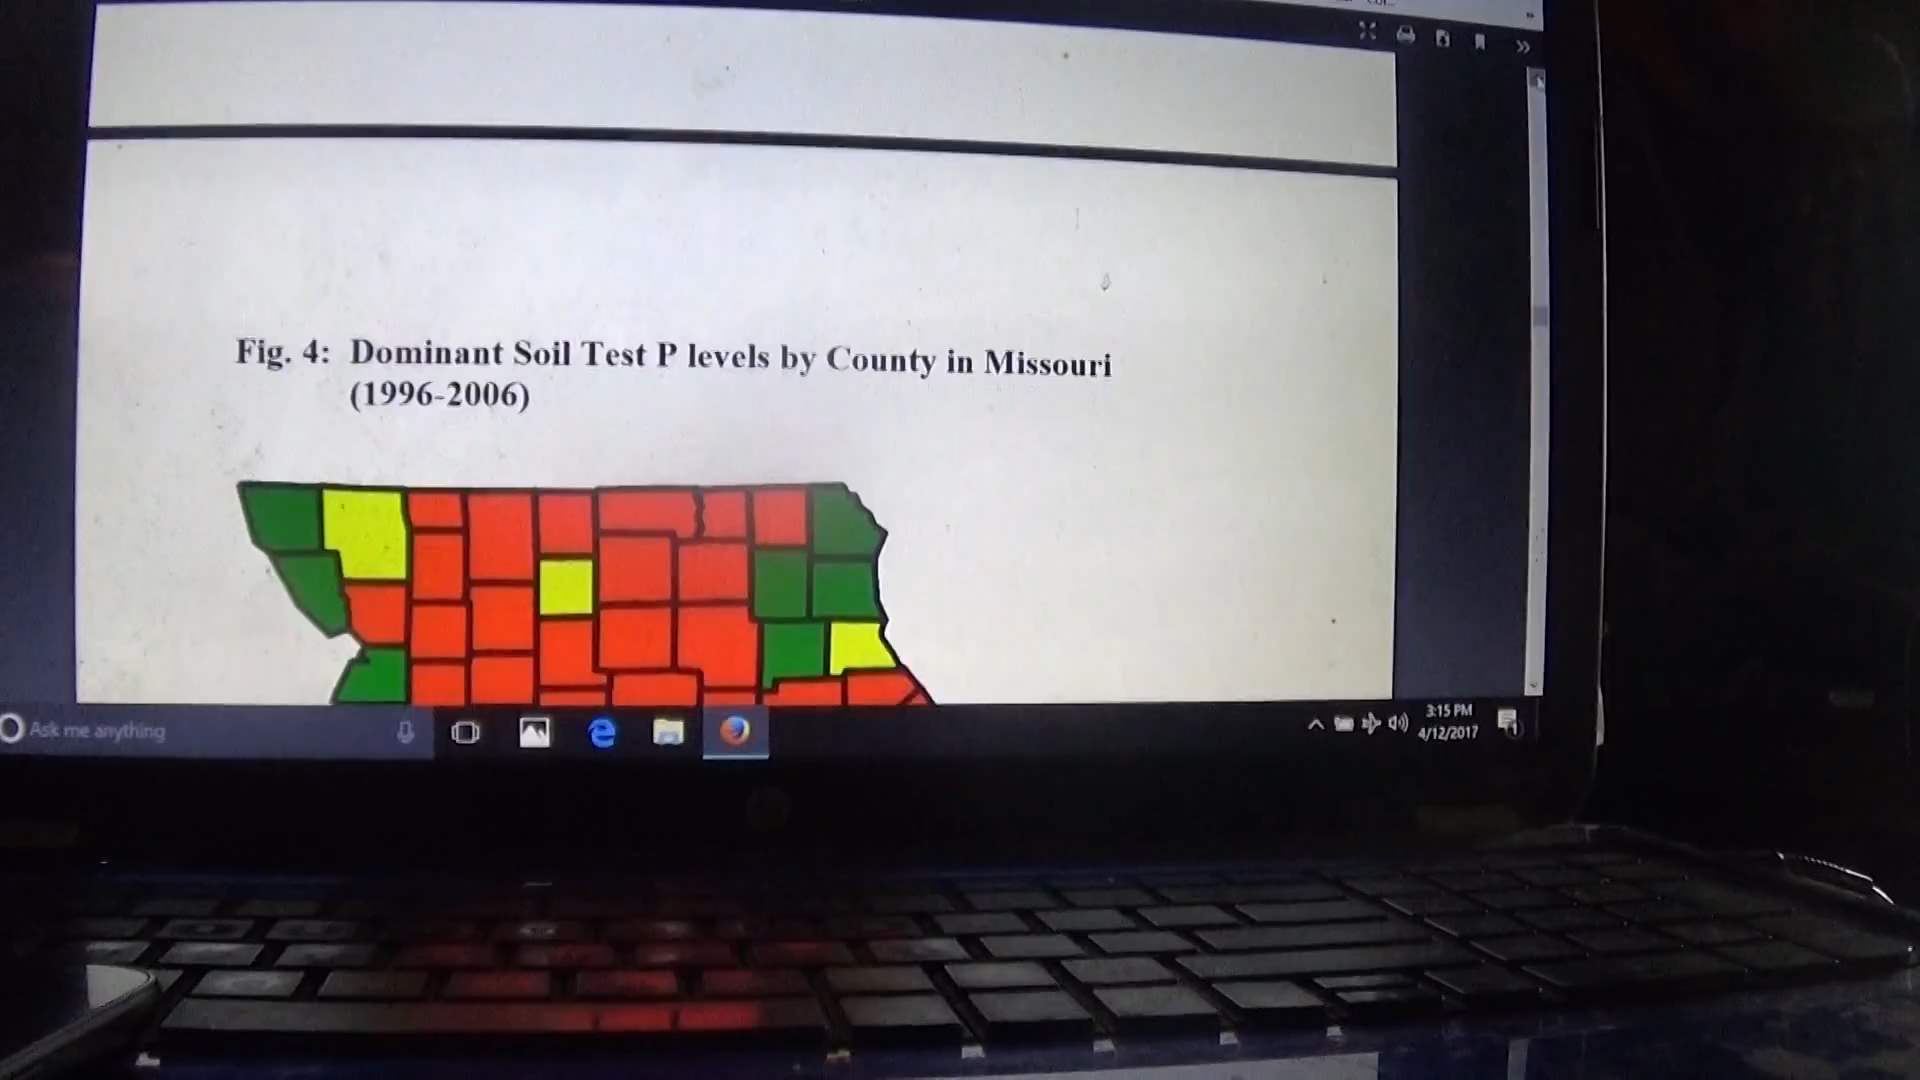 Fig. 4: Dominant Soil Test P levels by County in Missouri
(1996-2006)
Ask me anything
3:15 PM
4/12/2017